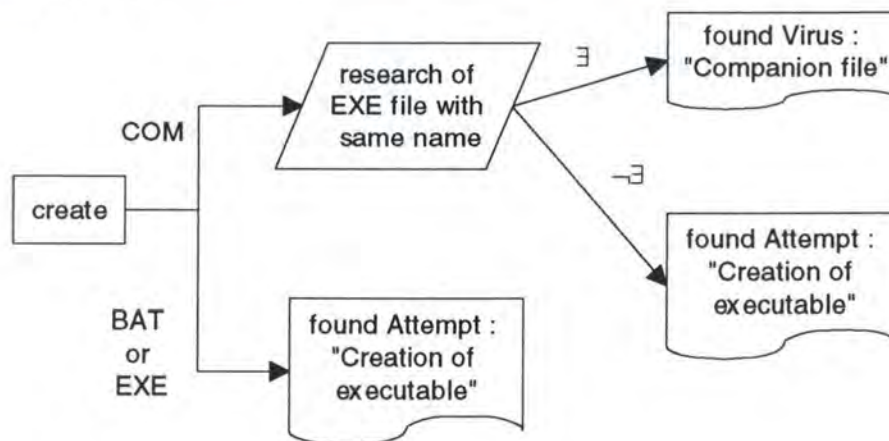 create
COM
research of
EXE file with
same name
∃
found Virus :
"Companion file"
¬∃
found Attempt :
"Creation of
executable"
BAT
or
EXE
found Attempt :
"Creation of
executable"